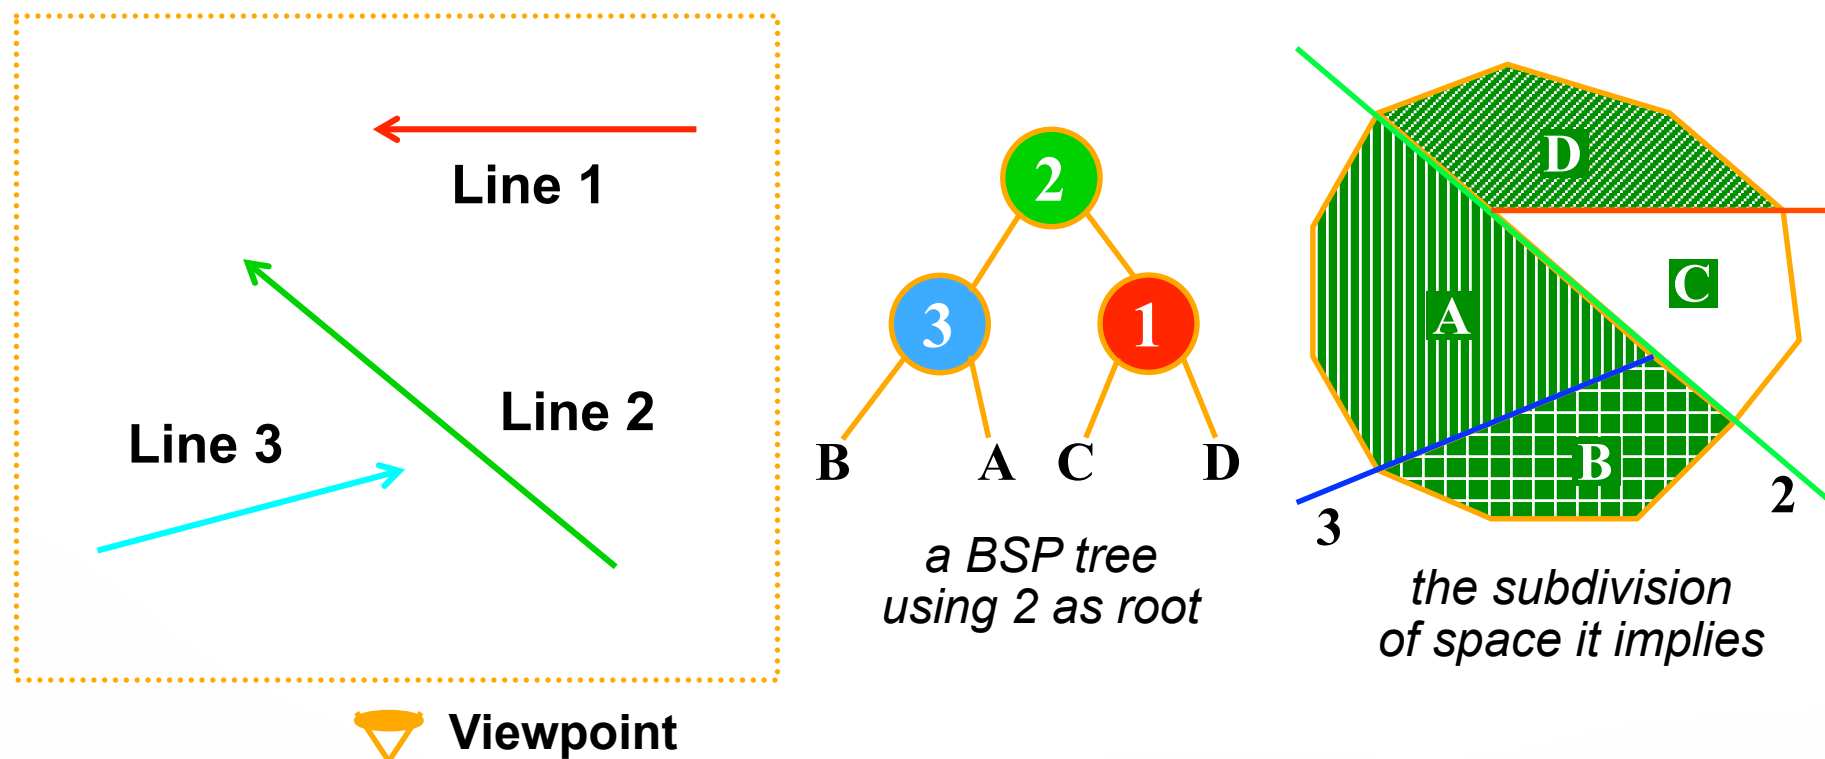 Line 1
Line 2
Line 3
Viewpoint
2
3
1
B
A
C
D
a BSP tree
using 2 as root
D
C
A
B
2
3
the subdivision
of space it implies